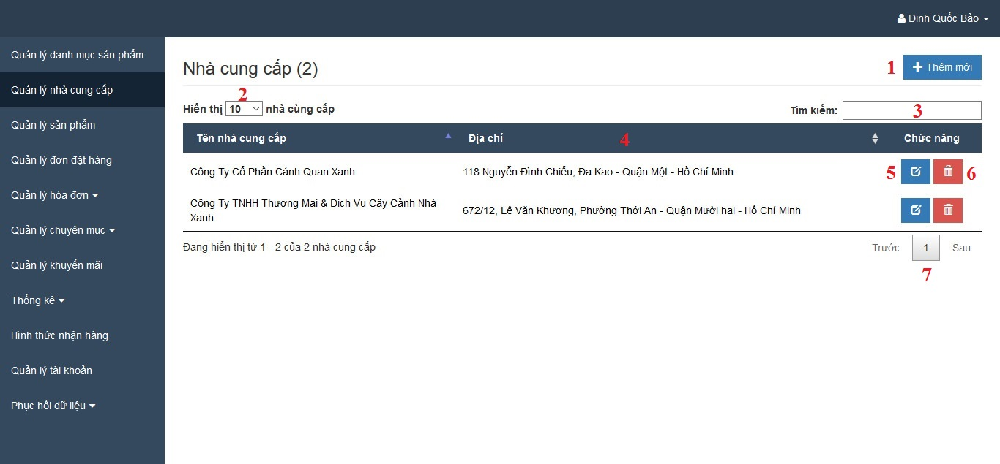 Đinh Quốc Bảo
Quản lý danh mục sản phẩm
Quản lý nhà cung cấp
Quản lý sản phẩm
Quản lý đơn đặt hàng
Quản lý hóa đơn
Quản lý chuyên mục
Quản lý khuyến mãi
Thống kê
Hình thức nhận hàng
Quản lý tài khoản
Phục hồi dữ liệu
Nhà cung cấp (2)
1 Thêm mới
2
Hiển thị 10 nhà cùng cấp
Tìm kiếm: 3
Tên nhà cung cấp Địa chỉ 4 Chức năng
Công Ty Cổ Phần Cảnh Quan Xanh 118 Nguyễn Đình Chiểu, Đa Kao - Quận Một - Hồ Chí Minh 5 6
Công Ty TNHH Thương Mại & Dịch Vụ Cây Cảnh Nhà
Xanh
672/12, Lê Văn Khương, Phường Thới An - Quận Mười hai - Hồ Chí Minh
Đang hiển thị từ 1 - 2 của 2 nhà cung cấp
Trước 1 Sau
7